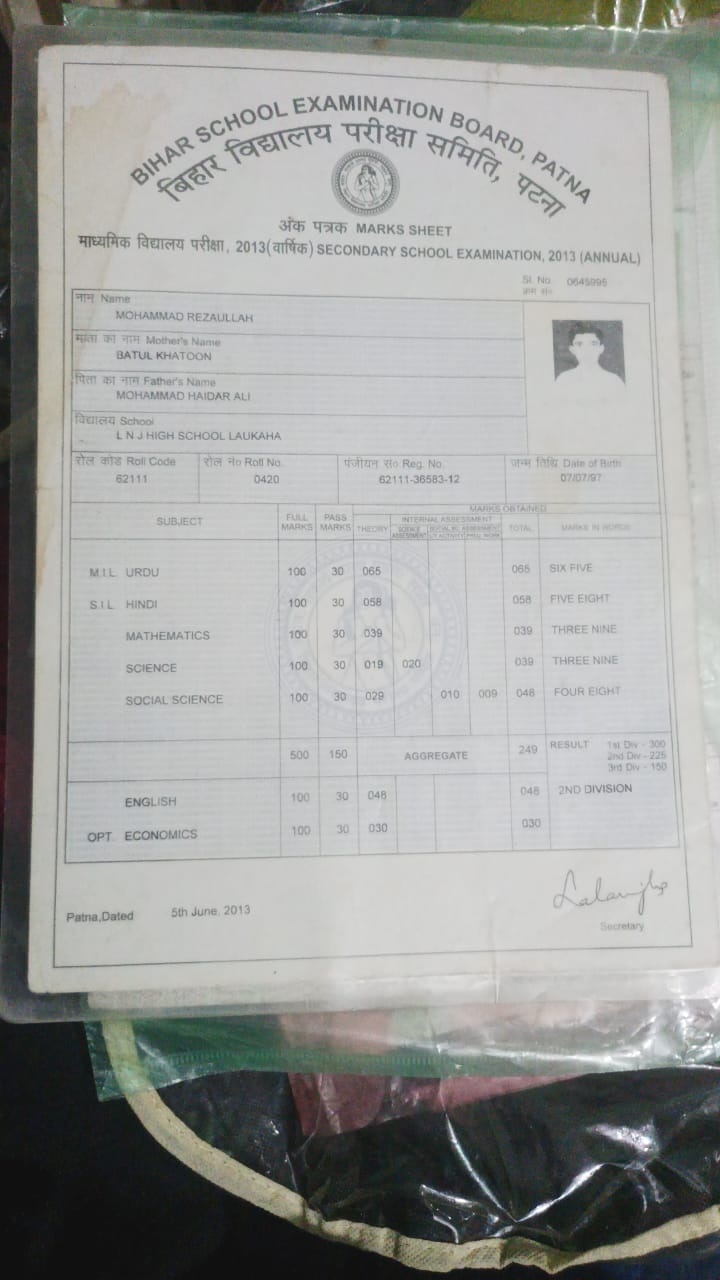 BIHAR SCHOOL EXAMINATION BOARD, PATNA
बिहार विद्यालय परीक्षा समिति, पटना
अंक पत्रक MARKS SHEET
माध्यमिक विद्यालय परीक्षा, 2013(वार्षिक) SECONDARY SCHOOL EXAMINATION, 2013 (ANNUAL)
Sl. No. 0645995
क्रम सं०
नाम Name
MOHAMMAD REZAULLAH
माता का नाम Mother's Name
BATUL KHATOON
पिता का नाम Father's Name
MOHAMMAD HAIDAR ALI
विद्यालय School
L N J HIGH SCHOOL LAUKAHA
रोल कोड Roll Code रोल नं० Roll No. पंजीयन सं० Reg. No. जन्म तिथि Date of Birth
62111 0420 62111-36583-12 07/07/97
MARKS OBTAINED
SUBJECT FULL MARKS PASS MARKS THEORY INTERNAL ASSESSMENT TOTAL MARKS IN WORDS
M.I.L. URDU 100 30 065 065 SIX FIVE
S.I.L. HINDI 100 30 058 058 FIVE EIGHT
MATHEMATICS 100 30 039 039 THREE NINE
SCIENCE 100 30 019 020 039 THREE NINE
SOCIAL SCIENCE 100 30 029 010 009 048 FOUR EIGHT
500 150 AGGREGATE 249 RESULT 1st Div - 300
2nd Div - 225
3rd Div - 150
ENGLISH 100 30 048 048 2ND DIVISION
OPT. ECONOMICS 100 30 030 030
Patna,Dated 5th June, 2013
Secretary